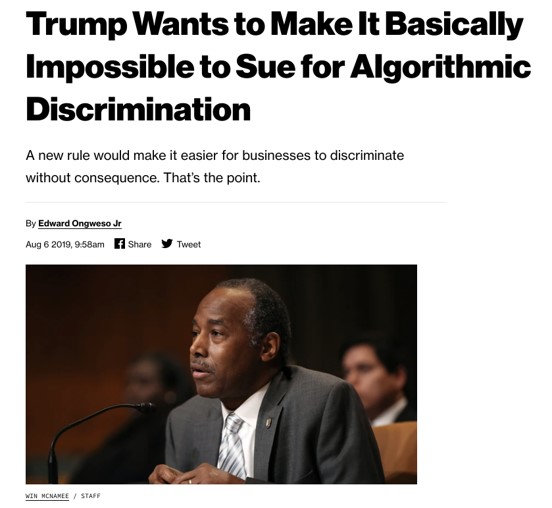 Trump Wants to Make It Basically
Impossible to Sue for Algorithmic
Discrimination
A new rule would make it easier for businesses to discriminate
without consequence. That's the point.
By Edward Ongweso Jr
Aug 6 2019, 9:58am Share Tweet
WIN MCNAMEE / STAFF